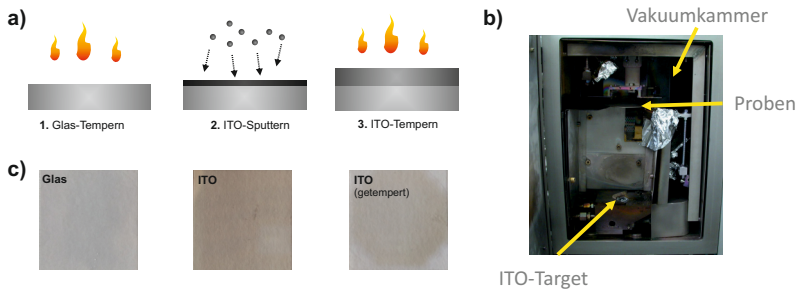 a)
1. Glas-Tempern
2. ITO-Sputtern
3. ITO-Tempern
b)
Vakuumkammer
Proben
ITO-Target
c)
Glas
ITO
ITO
(getempert)